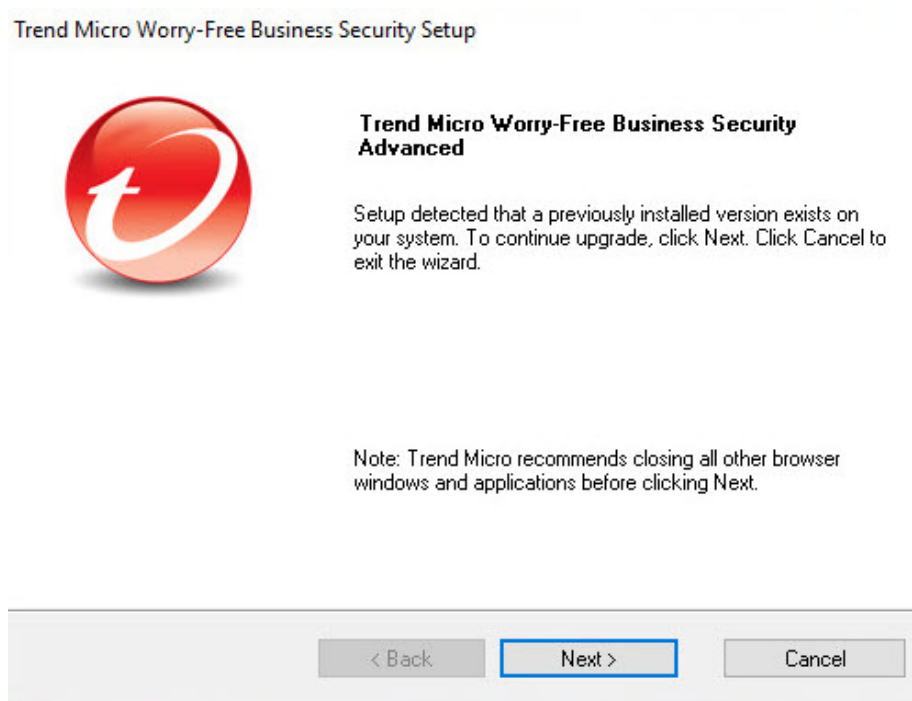 Trend Micro Worry-Free Business Security Setup
Trend Micro Worry-Free Business Security
Advanced
Setup detected that a previously installed version exists on
your system. To continue upgrade, click Next. Click Cancel to
exit the wizard.
Note: Trend Micro recommends closing all other browser
windows and applications before clicking Next.
< Back
Next >
Cancel